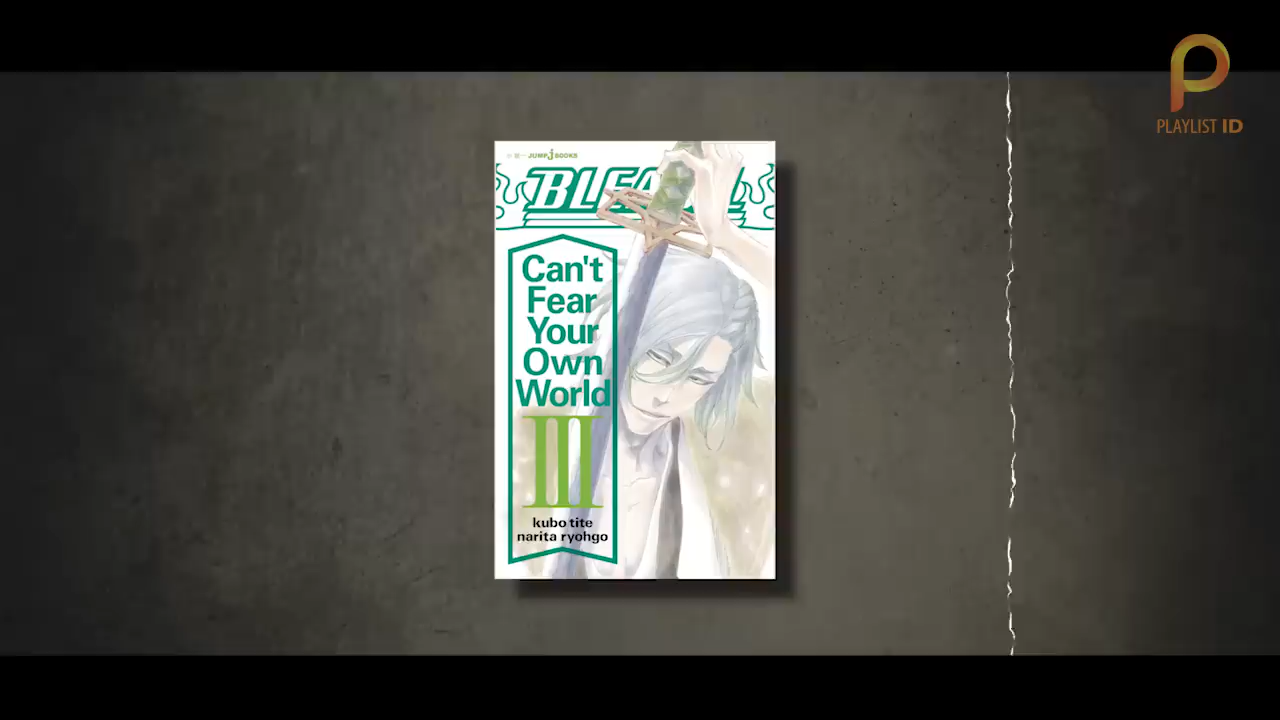 PLAYLIST ID
JUMP j BOOKS
BLEACH
Can't
Fear
Your
Own
World
III
kubo tite
narita ryohgo